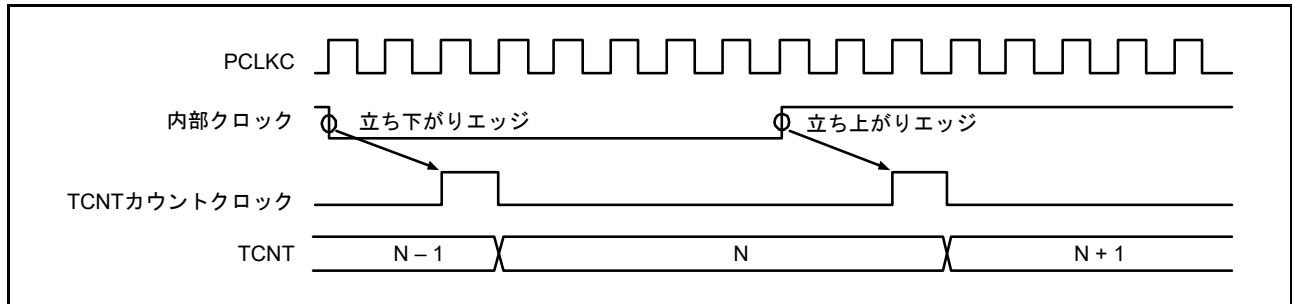 PCLKC
内部クロック
立ち下がりエッジ
立ち上がりエッジ
TCNTカウントクロック
TCNT
N – 1
N
N + 1